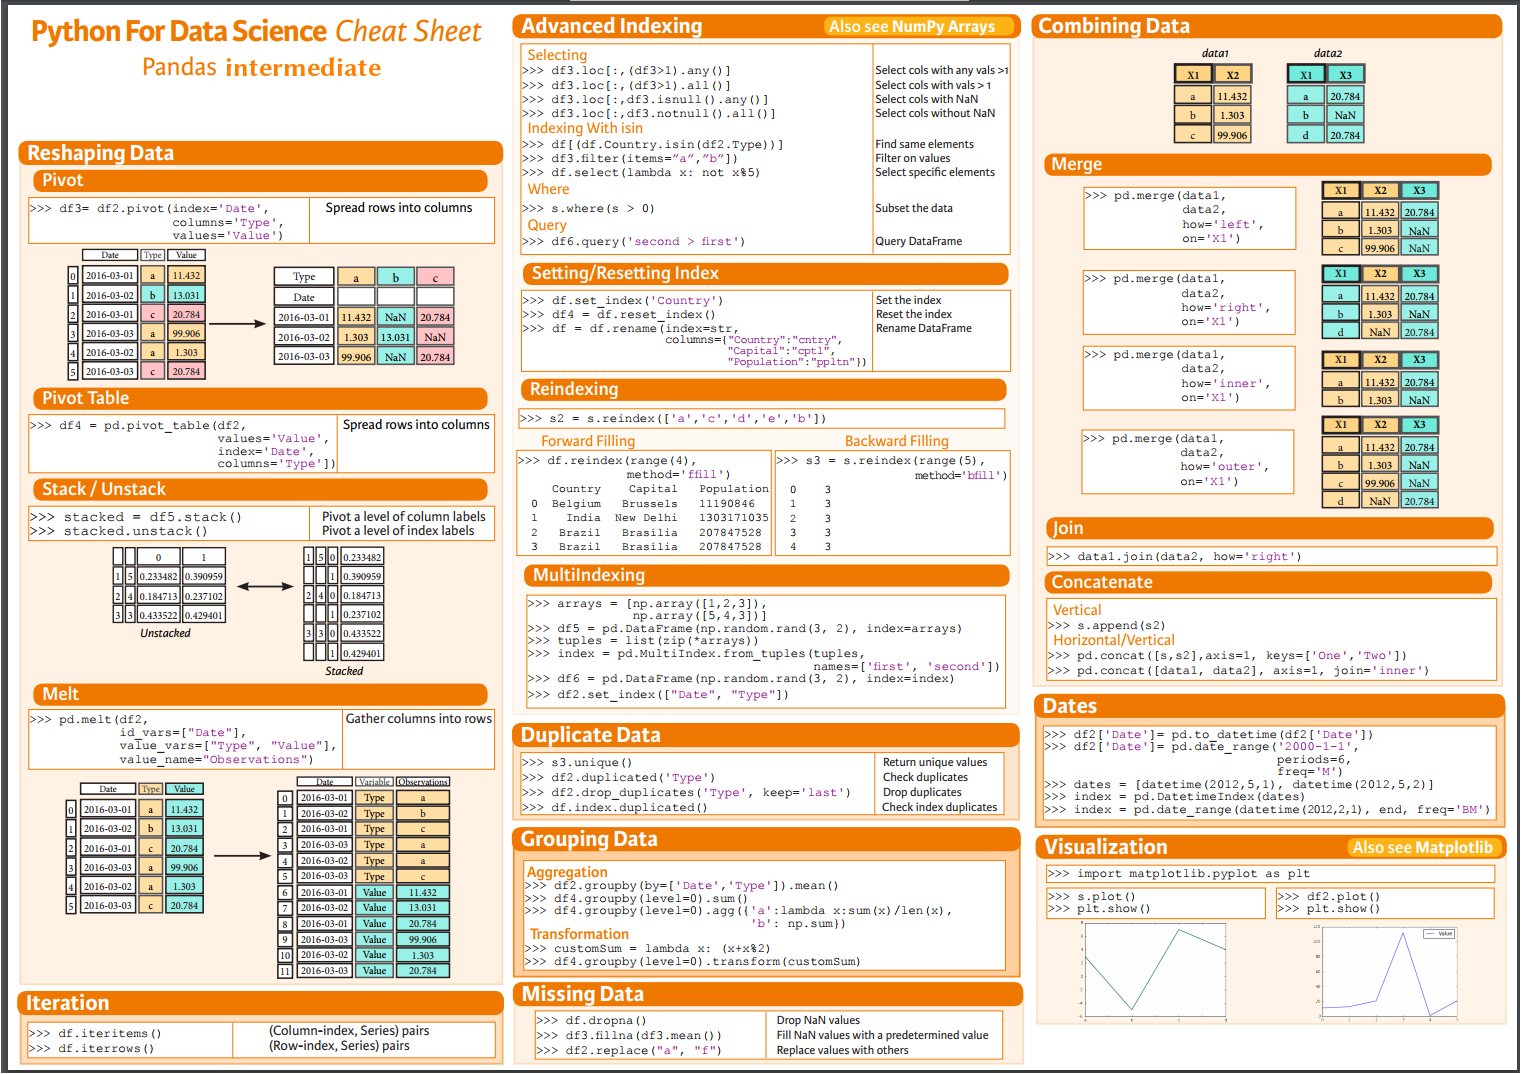 Python For Data Science Cheat Sheet
Pandas intermediate
Reshaping Data
Pivot
>>> df3= df2.pivot(index='Date',
columns='Type',
values='Value')
Spread rows into columns
Date Type Value
0 2016-03-01 a 11.432
1 2016-03-02 b 13.031
2 2016-03-01 c 20.784
3 2016-03-03 a 99.906
4 2016-03-02 a 1.303
5 2016-03-03 c 20.784
Type a b c
Date
2016-03-01 11.432 NaN 20.784
2016-03-02 1.303 13.031 NaN
2016-03-03 99.906 NaN 20.784
Pivot Table
>>> df4 = pd.pivot_table(df2,
values='Value',
index='Date',
columns='Type'])
Spread rows into columns
Stack / Unstack
>>> stacked = df5.stack()
Pivot a level of column labels
>>> stacked.unstack()
Pivot a level of index labels
0 1
1 5 0.233482 0.390959
2 4 0.184713 0.237102
3 3 0.433522 0.429401
Unstacked
1 5 0 0.233482
1 0.390959
2 4 0 0.184713
1 0.237102
3 3 0 0.433522
1 0.429401
Stacked
Melt
>>> pd.melt(df2,
id_vars=["Date"],
value_vars=["Type", "Value"],
value_name="Observations")
Gather columns into rows
Date Type Value
0 2016-03-01 a 11.432
1 2016-03-02 b 13.031
2 2016-03-01 c 20.784
3 2016-03-03 a 99.906
4 2016-03-02 a 1.303
5 2016-03-03 c 20.784
Date Variable Observations
0 2016-03-01 Type a
1 2016-03-02 Type b
2 2016-03-01 Type c
3 2016-03-03 Type a
4 2016-03-02 Type a
5 2016-03-03 Type c
6 2016-03-01 Value 11.432
7 2016-03-02 Value 13.031
8 2016-03-01 Value 20.784
9 2016-03-03 Value 99.906
10 2016-03-02 Value 1.303
11 2016-03-03 Value 20.784
Iteration
>>> df.iteritems()
(Column-index, Series) pairs
>>> df.iterrows()
(Row-index, Series) pairs
Advanced Indexing
Also see NumPy Arrays
Selecting
>>> df3.loc[:,(df3>1).any()]
Select cols with any vals >1
>>> df3.loc[:,(df3>1).all()]
Select cols with vals > 1
>>> df3.loc[:,df3.isnull().any()]
Select cols with NaN
>>> df3.loc[:,df3.notnull().all()]
Select cols without NaN
Indexing With isin
>>> df[(df.Country.isin(df2.Type))]
Find same elements
>>> df3.filter(items="a","b"])
Filter on values
>>> df.select(lambda x: not x%5)
Select specific elements
Where
>>> s.where(s > 0)
Subset the data
Query
>>> df6.query('second > first')
Query DataFrame
Setting/Resetting Index
>>> df.set_index('Country')
Set the index
>>> df4 = df.reset_index()
Reset the index
>>> df = df.rename(index=str,
Rename DataFrame
columns={"Country":"cntry",
"Capital":"cptl",
"Population":"ppltn"})
Reindexing
>>> s2 = s.reindex(['a','c','d','e','b'])
Forward Filling
>>> df.reindex(range(4),
method='ffill')
Country Capital Population
0 Belgium Brussels 11190846
1 India New Delhi 1303171035
2 Brazil Brasilia 207847528
3 Brazil Brasilia 207847528
Backward Filling
>>> s3 = s.reindex(range(5),
method='bfill')
0 3
1 3
2 3
3 3
4 3
MultiIndexing
>>> arrays = [np.array([1,2,3]),
np.array([5,4,3])]
>>> df5 = pd.DataFrame(np.random.rand(3, 2), index=arrays)
>>> tuples = list(zip(*arrays))
>>> index = pd.MultiIndex.from_tuples(tuples,
names=['first', 'second'])
>>> df6 = pd.DataFrame(np.random.rand(3, 2), index=index)
>>> df2.set_index(["Date", "Type"])
Duplicate Data
>>> s3.unique()
Return unique values
>>> df2.duplicated('Type')
Check duplicates
>>> df2.drop_duplicates('Type', keep='last')
Drop duplicates
>>> df.index.duplicated()
Check index duplicates
Grouping Data
Aggregation
>>> df2.groupby(by=['Date','Type']).mean()
>>> df4.groupby(level=0).sum()
>>> df4.groupby(level=0).agg({'a':lambda x:sum(x)/len(x),
'b': np.sum})
Transformation
>>> customSum = lambda x: (x+x%2)
>>> df4.groupby(level=0).transform(customSum)
Missing Data
>>> df.dropna()
Drop NaN values
>>> df3.fillna(df3.mean())
Fill NaN values with a predetermined value
>>> df2.replace("a", "f")
Replace values with others
Combining Data
data1
X1 X2
a 11.432
b 1.303
c 99.906
data2
X1 X3
a 20.784
b NaN
d 20.784
Merge
>>> pd.merge(data1,
data2,
how='left',
on='X1')
X1 X2 X3
a 11.432 20.784
b 1.303 NaN
c 99.906 NaN
>>> pd.merge(data1,
data2,
how='right',
on='X1')
X1 X2 X3
a 11.432 20.784
b 1.303 NaN
d NaN 20.784
>>> pd.merge(data1,
data2,
how='inner',
on='X1')
X1 X2 X3
a 11.432 20.784
b 1.303 NaN
>>> pd.merge(data1,
data2,
how='outer',
on='X1')
X1 X2 X3
a 11.432 20.784
b 1.303 NaN
c 99.906 NaN
d NaN 20.784
Join
>>> data1.join(data2, how='right')
Concatenate
Vertical
>>> s.append(s2)
Horizontal/Vertical
>>> pd.concat([s,s2],axis=1, keys=['One','Two'])
>>> pd.concat([data1, data2], axis=1, join='inner')
Dates
>>> df2['Date']= pd.to_datetime(df2['Date'])
>>> df2['Date']= pd.date_range('2000-1-1',
periods=6,
freq='M')
>>> dates = [datetime(2012,5,1), datetime(2012,5,2)]
>>> index = pd.DatetimeIndex(dates)
>>> index = pd.date_range(datetime(2012,2,1), end, freq='BM')
Visualization
Also see Matplotlib
>>> import matplotlib.pyplot as plt
>>> s.plot()
>>> plt.show()
>>> df2.plot()
>>> plt.show()
Value